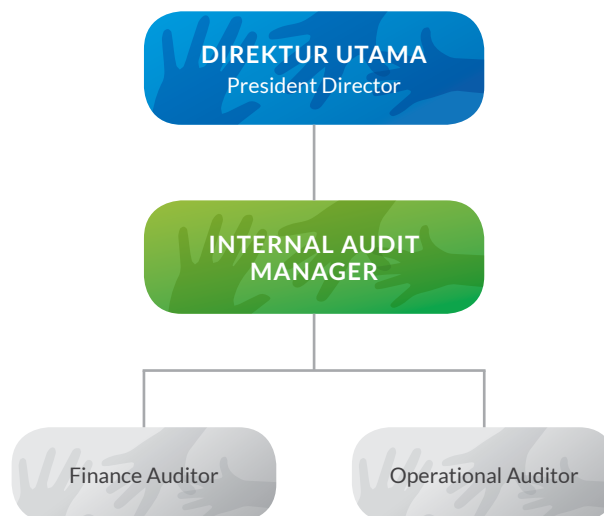 DIREKTUR UTAMA
President Director
INTERNAL AUDIT
MANAGER
Finance Auditor
Operational Auditor